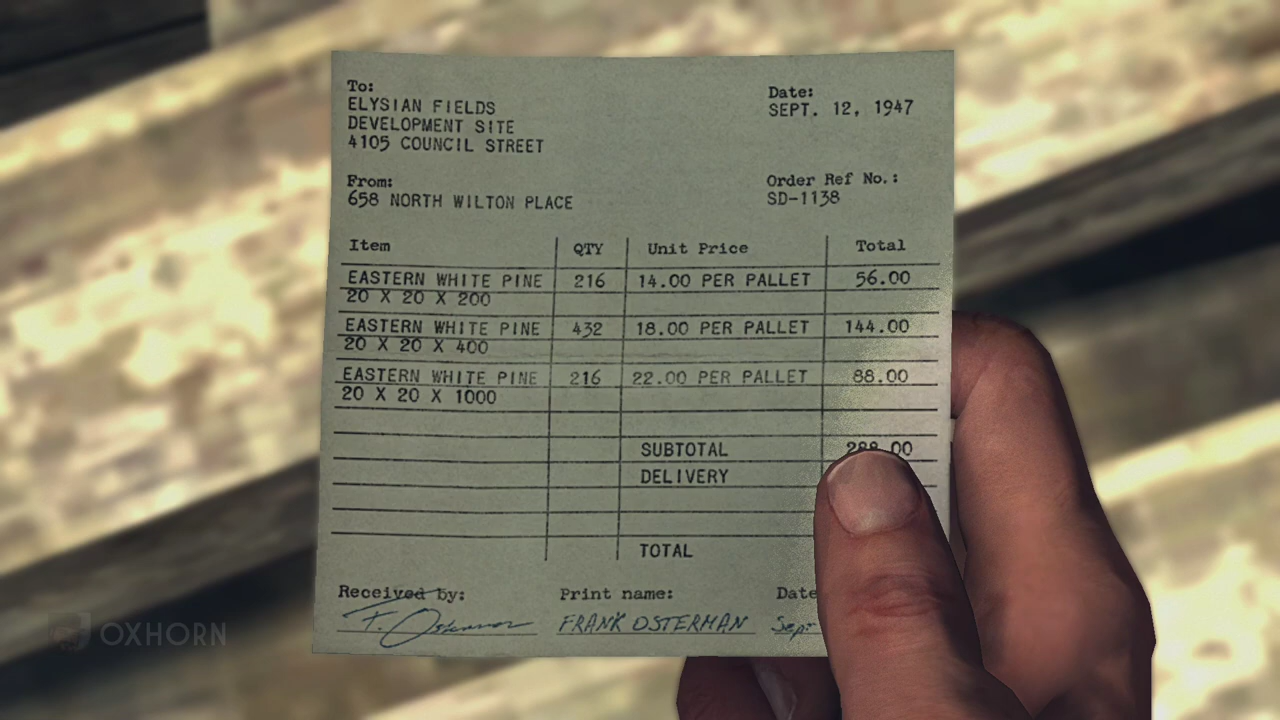 To:
ELYSIAN FIELDS
DEVELOPMENT SITE
4105 COUNCIL STREET
Date:
SEPT. 12, 1947
From:
658 NORTH WILTON PLACE
Order Ref No.:
SD-1138
Item QTY Unit Price Total
EASTERN WHITE PINE 216 14.00 PER PALLET 56.00
20 X 20 X 200
EASTERN WHITE PINE 432 18.00 PER PALLET 144.00
20 X 20 X 400
EASTERN WHITE PINE 216 22.00 PER PALLET 88.00
20 X 20 X 1000
SUBTOTAL 288.00
DELIVERY
TOTAL
Received by: Print name: Date
F. Osterman FRANK OSTERMAN Sep
OXHORN